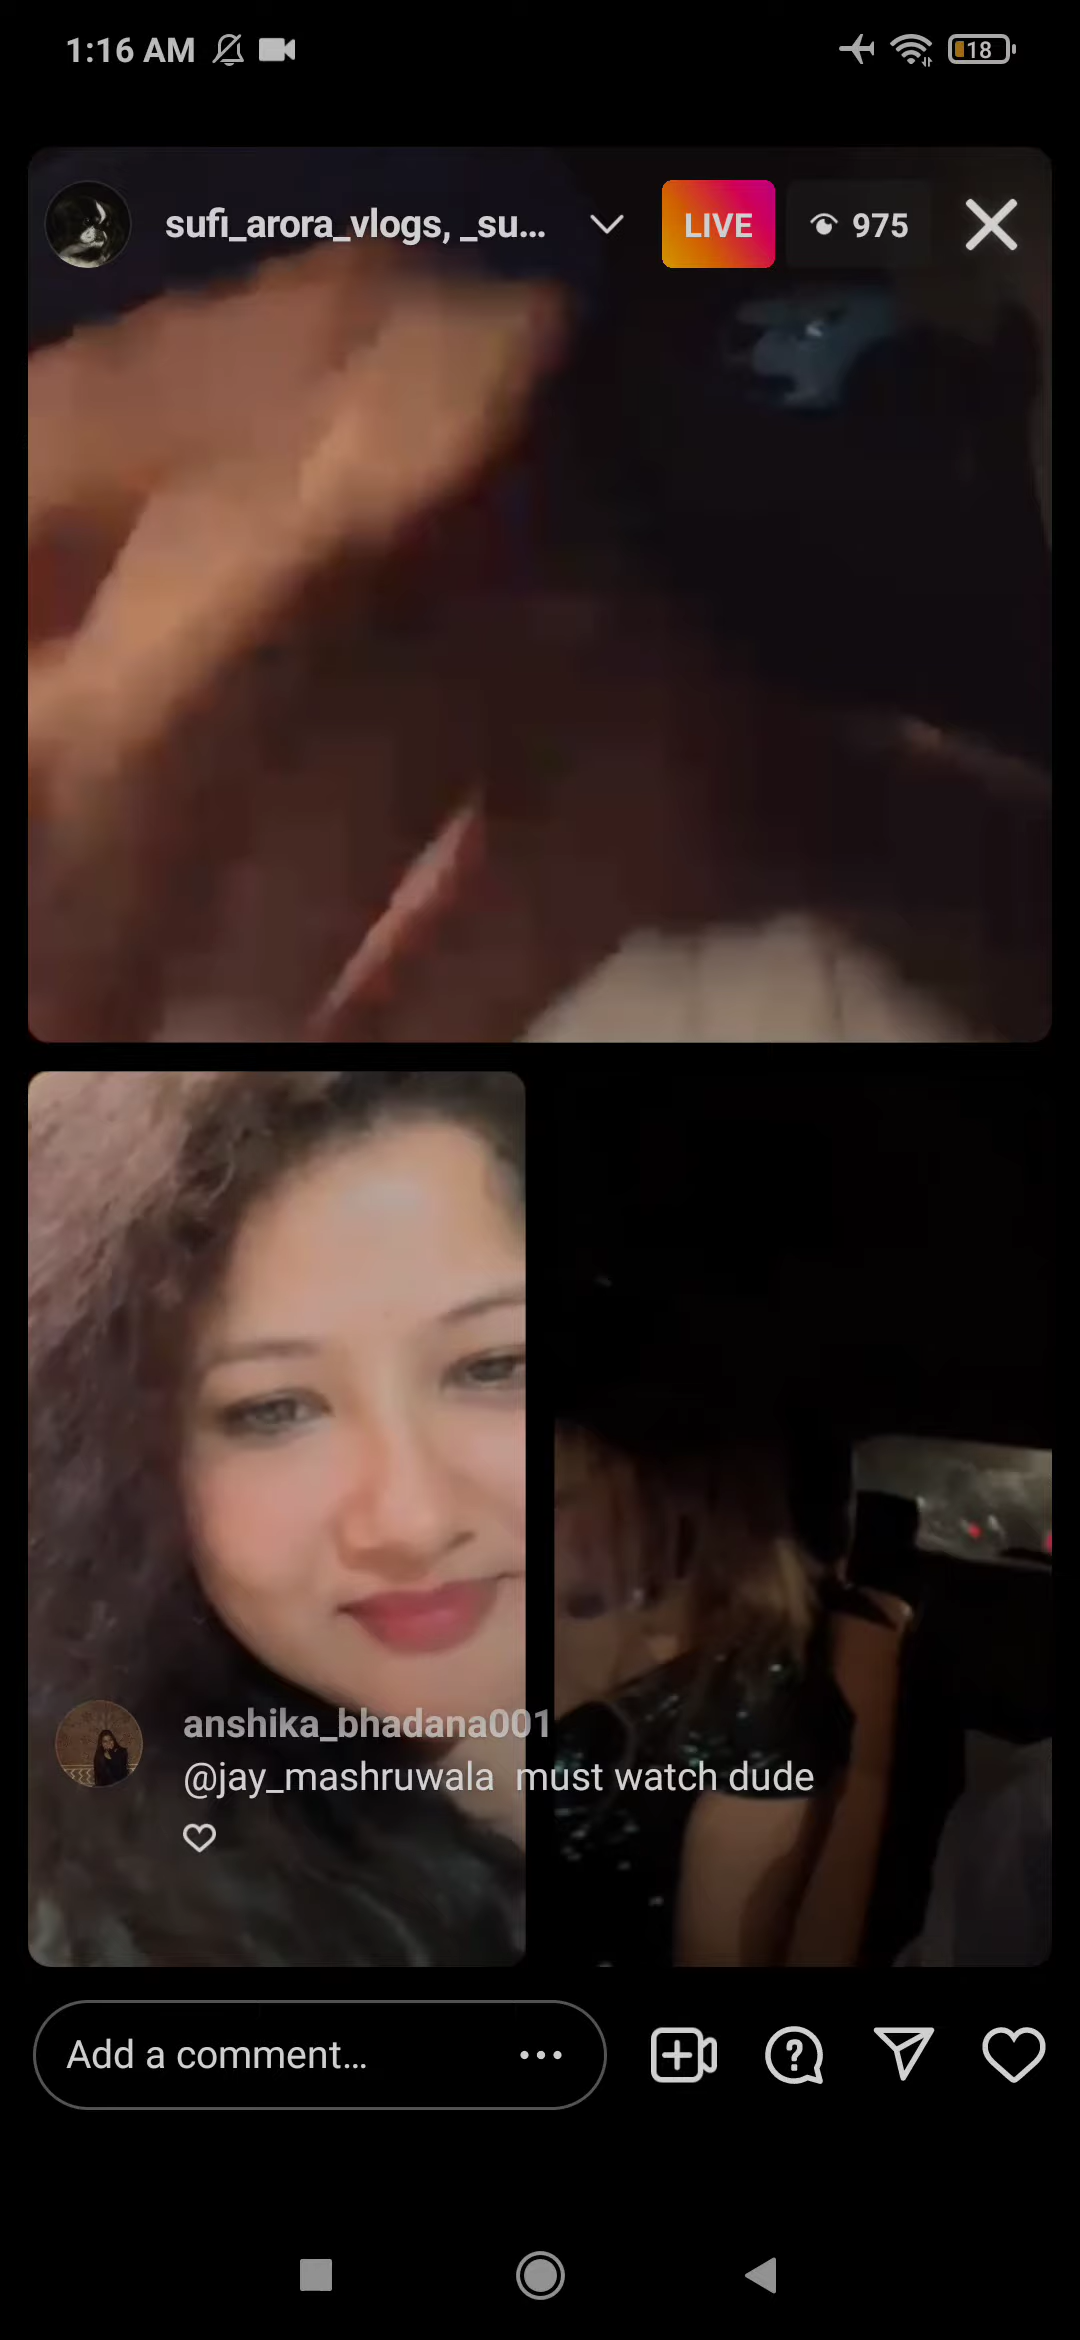 1:16 AM 18
sufi_arora_vlogs, _su... LIVE 975
anshika_bhadana001
@jay_mashruwala must watch dude
Add a comment...